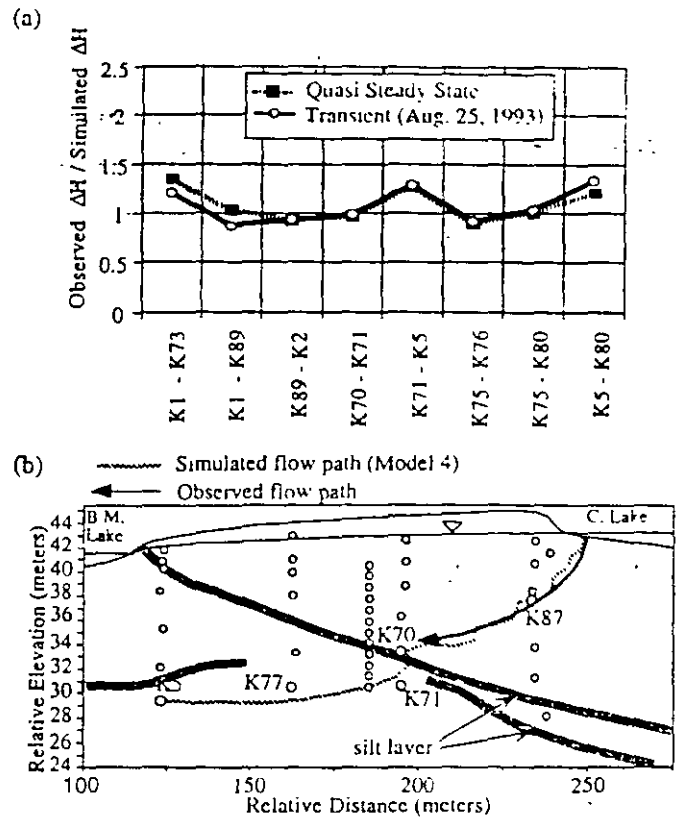 (a)
Observed ΔH / Simulated ΔH
2.5
2
1.5
1
0.5
0
Quasi Steady State
Transient (Aug. 25, 1993)
K1 - K73
K1 - K89
K89 - K2
K70 - K71
K71 - K5
K75 - K76
K75 - K80
K5 - K80
(b)
Simulated flow path (Model 4)
Observed flow path
B M. Lake
C. Lake
Relative Elevation (meters)
44
42
40
38
36
34
32
30
28
26
24
K87
K70
K77
K71
silt layer
100
150
200
250
Relative Distance (meters)